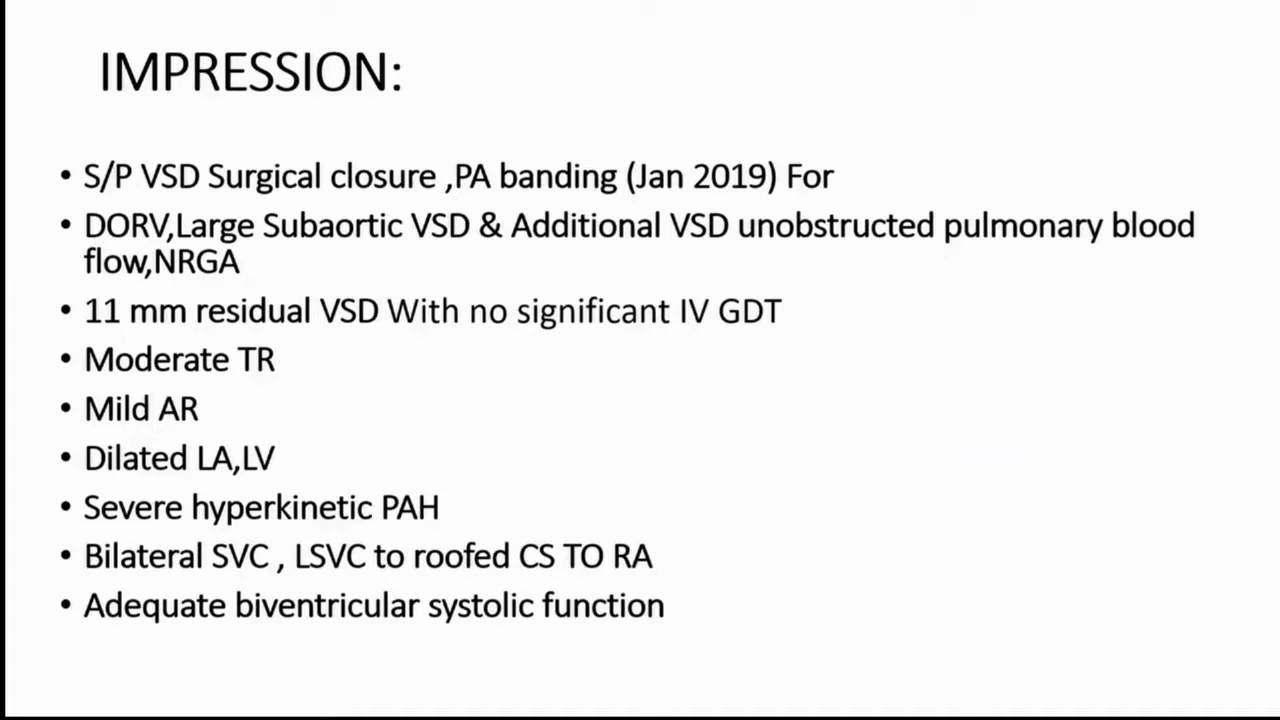 IMPRESSION:
• S/P VSD Surgical closure ,PA banding (Jan 2019) For
• DORV,Large Subaortic VSD & Additional VSD unobstructed pulmonary blood
flow,NRGA
• 11 mm residual VSD With no significant IV GDT
• Moderate TR
• Mild AR
• Dilated LA,LV
• Severe hyperkinetic PAH
• Bilateral SVC , LSVC to roofed CS TO RA
• Adequate biventricular systolic function